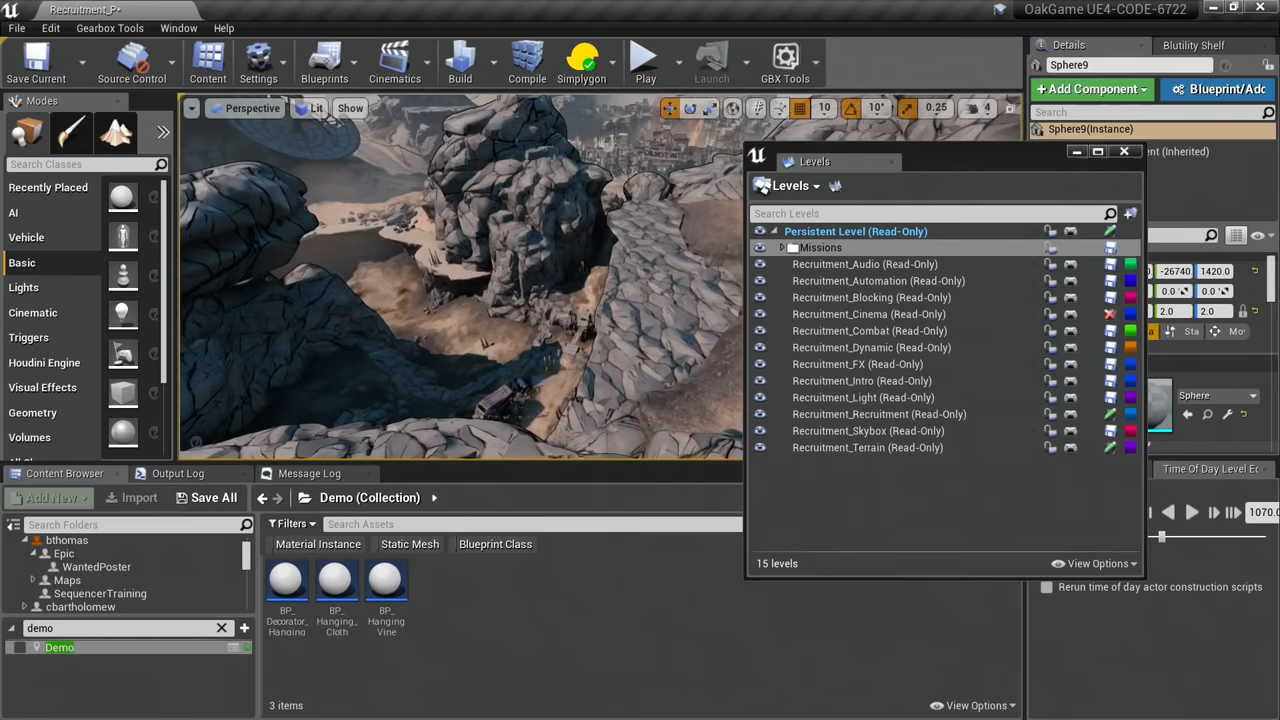 Recruitment_P*
OakGame UE4-CODE-6722
File Edit Gearbox Tools Window Help
Save Current Source Control Content Settings Blueprints Cinematics Build Compile Simplygon Play Launch GBX Tools
Details Blutility Shelf
Sphere9
+Add Component Blueprint/Adc
Search
Sphere9(Instance)
ent (Inherited)
Modes
Search Classes
Recently Placed
AI
Vehicle
Basic
Lights
Cinematic
Triggers
Houdini Engine
Visual Effects
Geometry
Volumes
Perspective Lit Show 10 10° 0.25 4
Levels
Levels
Search Levels
Persistent Level (Read-Only)
Missions
Recruitment_Audio (Read-Only)
Recruitment_Automation (Read-Only)
Recruitment_Blocking (Read-Only)
Recruitment_Cinema (Read-Only)
Recruitment_Combat (Read-Only)
Recruitment_Dynamic (Read-Only)
Recruitment_FX (Read-Only)
Recruitment_Intro (Read-Only)
Recruitment_Light (Read-Only)
Recruitment_Recruitment (Read-Only)
Recruitment_Skybox (Read-Only)
Recruitment_Terrain (Read-Only)
15 levels View Options
-26740 1420.0
0.0 0.0
2.0 2.0
Sta Mo
Sphere
Time Of Day Level Ec
1070.0
Rerun time of day actor construction scripts
Content Browser Output Log Message Log
Add New Import Save All Demo (Collection)
Search Folders
bthomas
Epic
WantedPoster
Maps
SequencerTraining
cbartholomew
demo
Demo
Filters Search Assets
Material Instance Static Mesh Blueprint Class
BP_
Decorator_
Hanging
BP_
Hanging_
Cloth
BP_
Hanging
Vine
3 items View Options